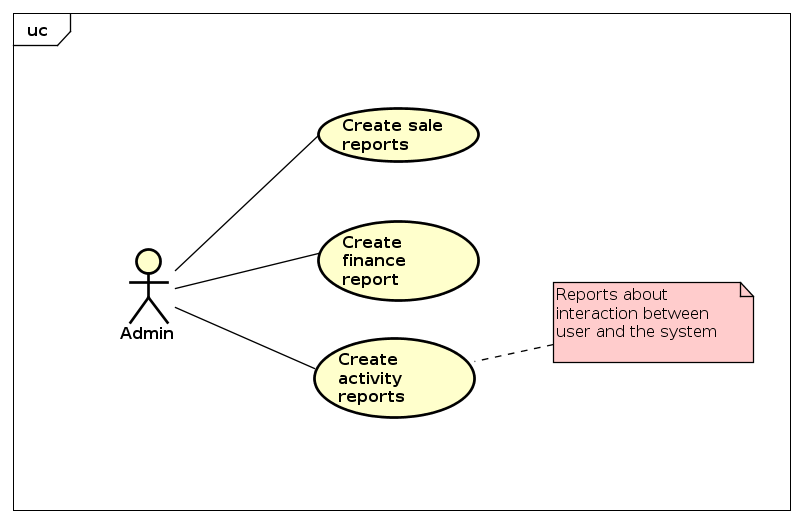 uc
Create sale
reports
Create
finance
report
Reports about
interaction between
user and the system
Admin
Create
activity
reports